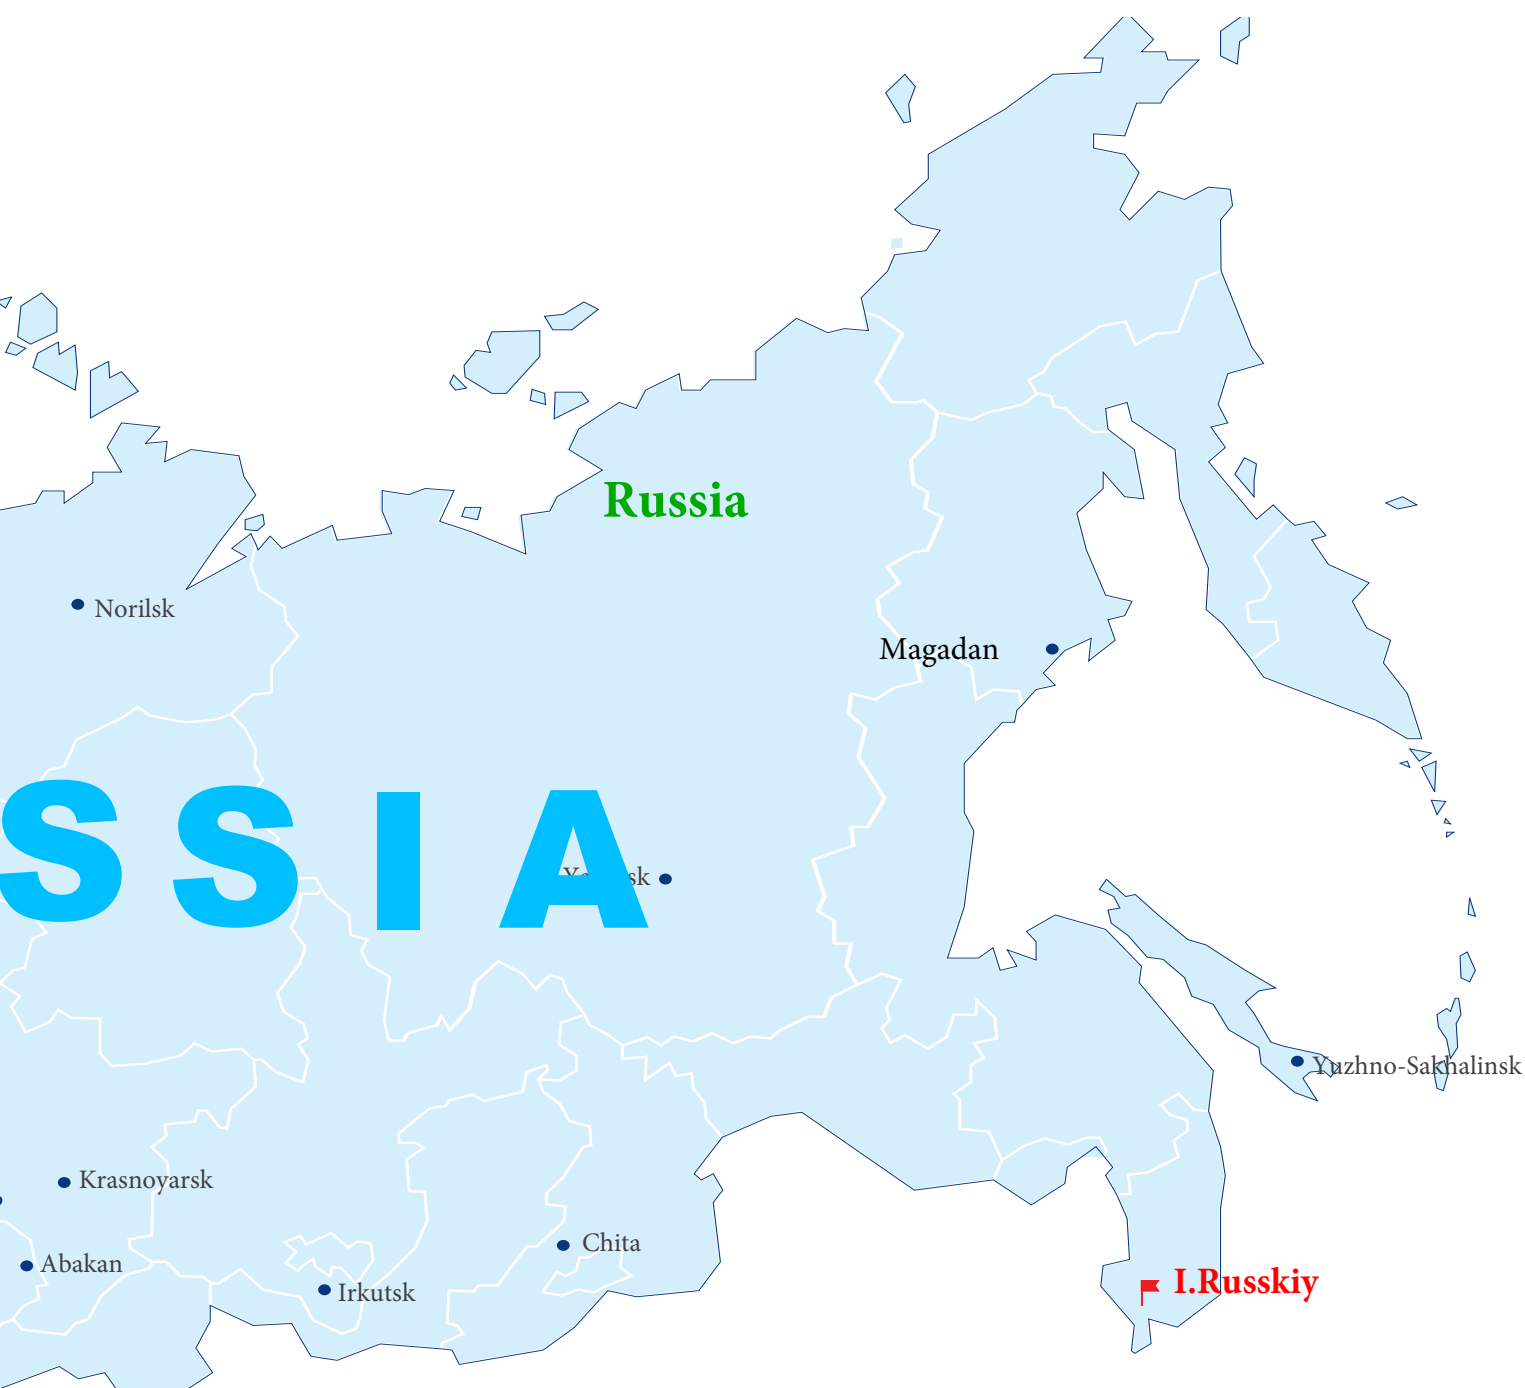 Russia
Norilsk
Magadan
SSIA
Yuzhno-Sakhalinsk
Krasnoyarsk
Chita
Abakan
Irkutsk
I.Russkiy